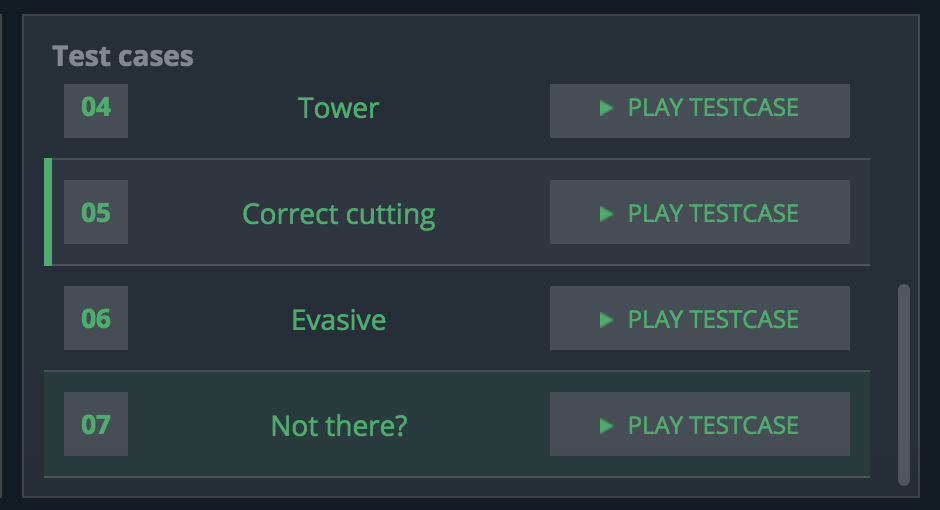 Test cases
04 Tower PLAY TESTCASE
05 Correct cutting PLAY TESTCASE
06 Evasive PLAY TESTCASE
07 Not there? PLAY TESTCASE